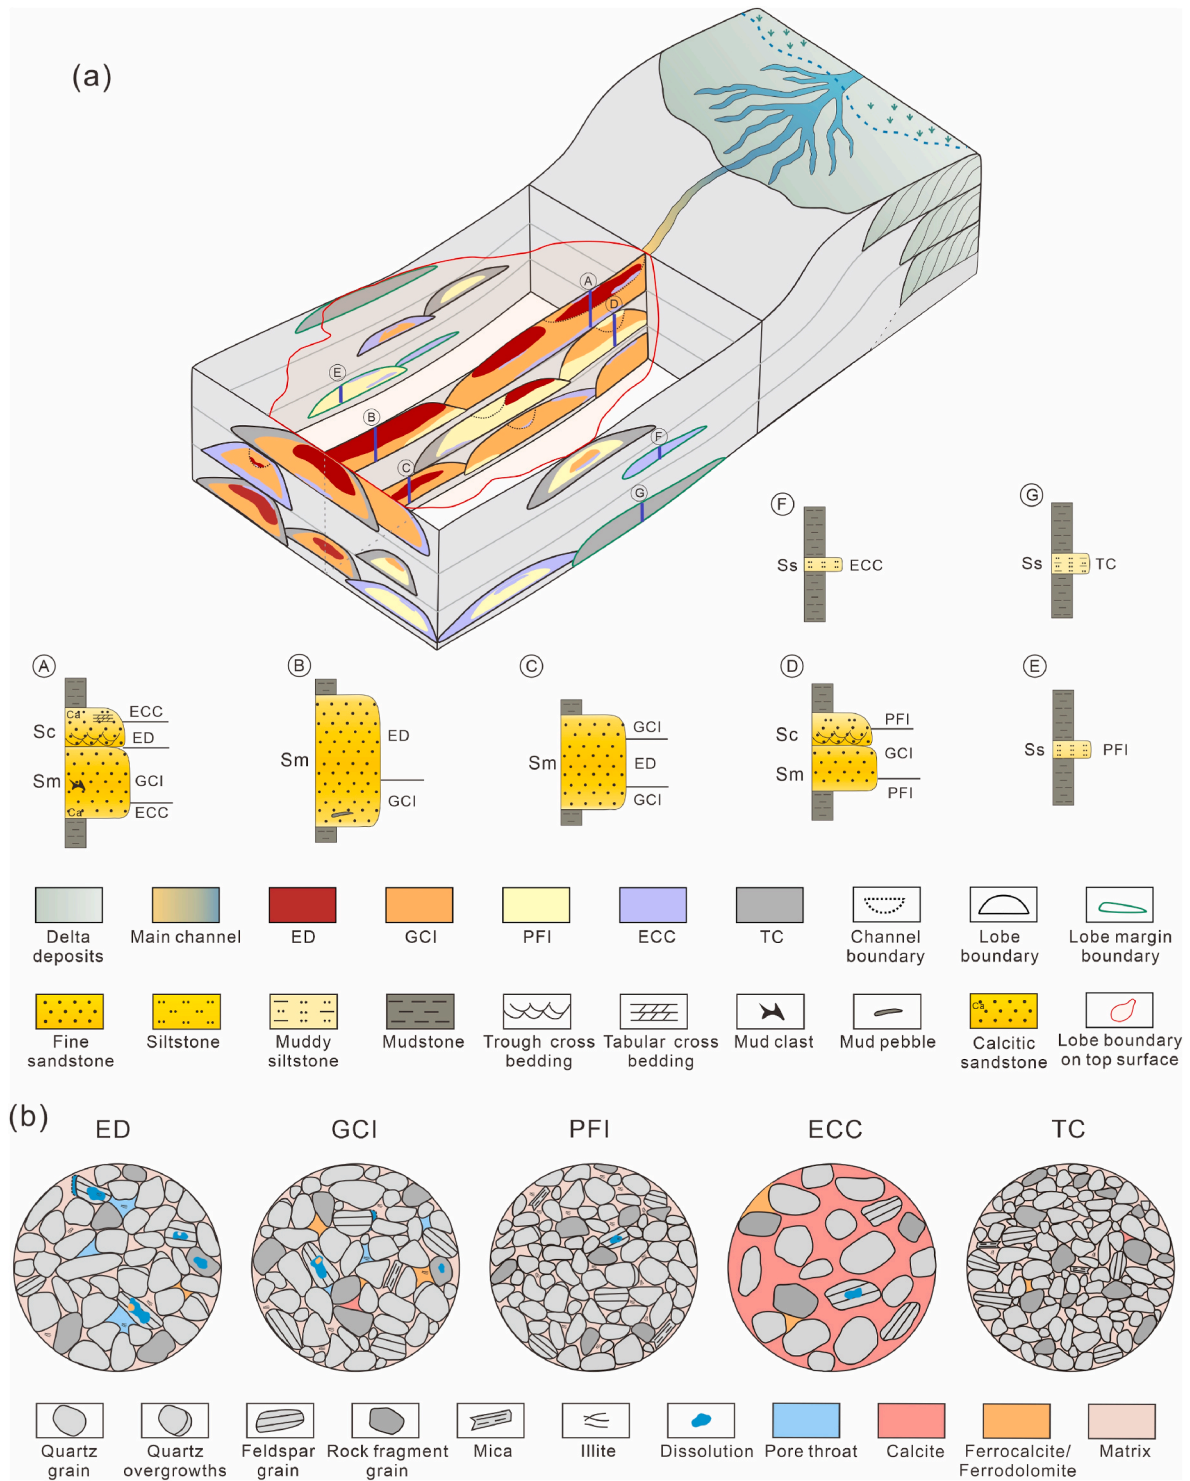 (a)
A
D
E
B
C
F
G
F
Ss
ECC
G
Ss
TC
A
Ca
Sc
Sm
Ca
ECC
ED
GCI
ECC
B
Sm
ED
GCI
C
Sm
GCI
ED
GCI
D
Sc
Sm
PFI
GCI
PFI
E
Ss
PFI
Delta
deposits
Main channel
ED
GCI
PFI
ECC
TC
Channel
boundary
Lobe
boundary
Lobe margin
boundary
Fine
sandstone
Siltstone
Muddy
siltstone
Mudstone
Trough cross
bedding
Tabular cross
bedding
Mud clast
Mud pebble
Ca
Calcitic
sandstone
Lobe boundary
on top surface
(b)
ED
GCI
PFI
ECC
TC
Quartz
grain
Quartz
overgrowths
Feldspar
grain
Rock fragment
grain
Mica
Illite
Dissolution
Pore throat
Calcite
Ferrocalcite/
Ferrodolomite
Matrix